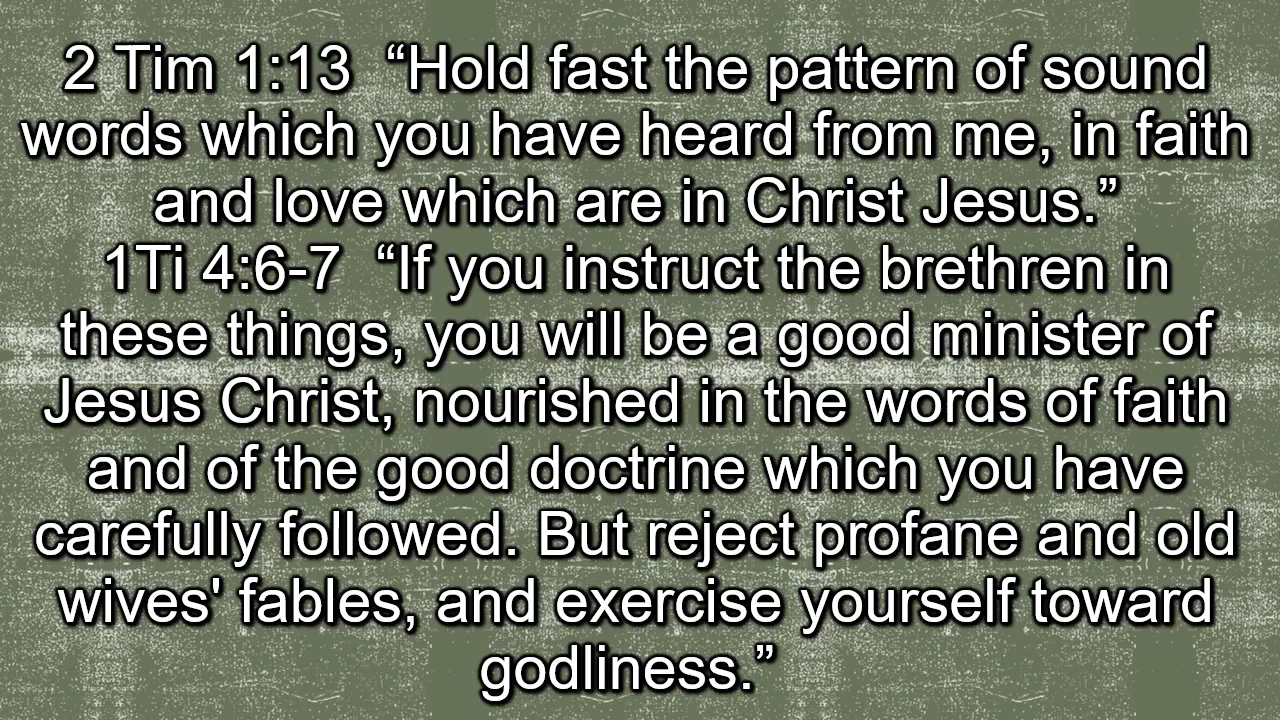 2 Tim 1:13  “Hold fast the pattern of sound
words which you have heard from me, in faith
and love which are in Christ Jesus.”
1Ti 4:6-7  “If you instruct the brethren in
these things, you will be a good minister of
Jesus Christ, nourished in the words of faith
and of the good doctrine which you have
carefully followed. But reject profane and old
wives' fables, and exercise yourself toward
godliness.”